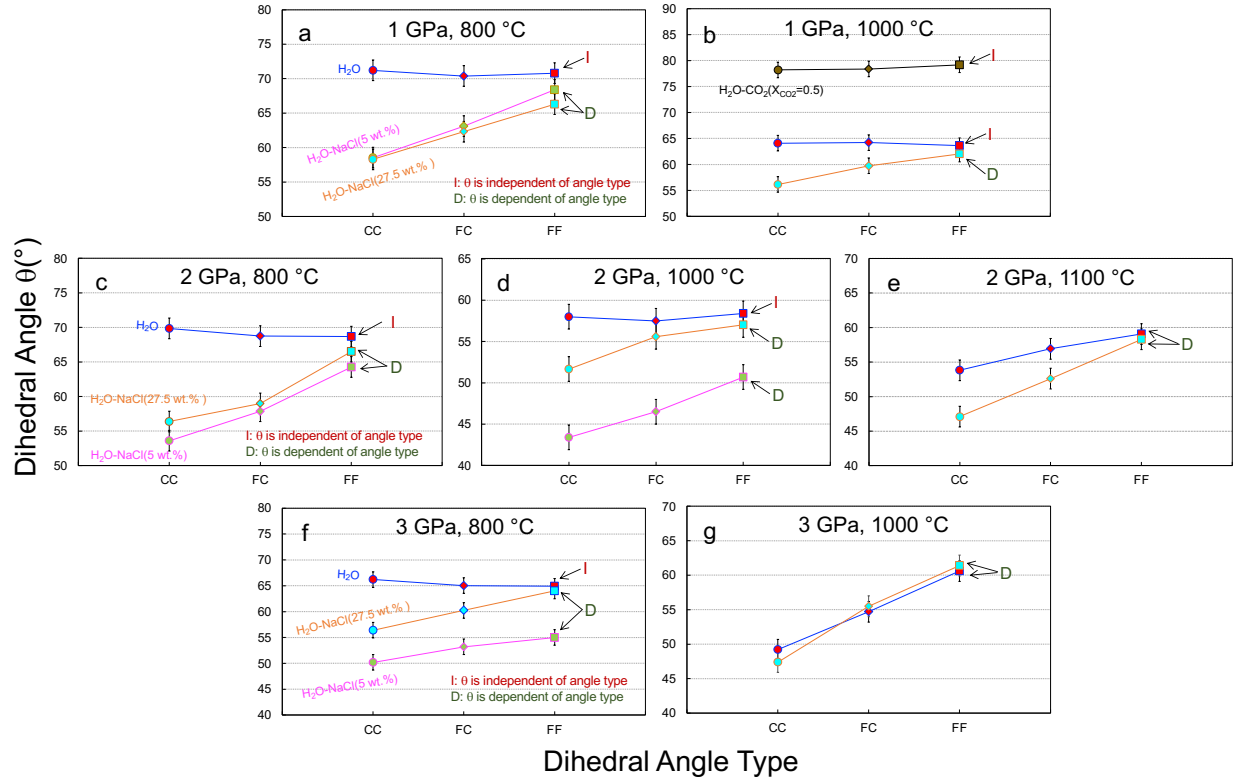 a
1 GPa, 800 °C
80
75
70
65
60
55
50
H₂O
I
D
H₂O-NaCl(5 wt.%)
H₂O-NaCl(27.5 wt.% )
I: θ is independent of angle type
D: θ is dependent of angle type
CC
FC
FF
b
1 GPa, 1000 °C
90
85
80
75
70
65
60
55
50
I
H₂O-CO₂(X_CO2=0.5)
I
D
CC
FC
FF
Dihedral Angle θ(°)
c
2 GPa, 800 °C
80
75
70
65
60
55
50
H₂O
I
D
H₂O-NaCl(27.5 wt.% )
H₂O-NaCl(5 wt.%)
I: θ is independent of angle type
D: θ is dependent of angle type
CC
FC
FF
d
2 GPa, 1000 °C
65
60
55
50
45
40
I
D
D
CC
FC
FF
e
2 GPa, 1100 °C
70
65
60
55
50
45
40
D
CC
FC
FF
f
3 GPa, 800 °C
80
75
70
65
60
55
50
45
40
H₂O
I
D
H₂O-NaCl(27.5 wt.% )
H₂O-NaCl(5 wt.%)
I: θ is independent of angle type
D: θ is dependent of angle type
CC
FC
FF
g
3 GPa, 1000 °C
70
65
60
55
50
45
40
D
CC
FC
FF
Dihedral Angle Type